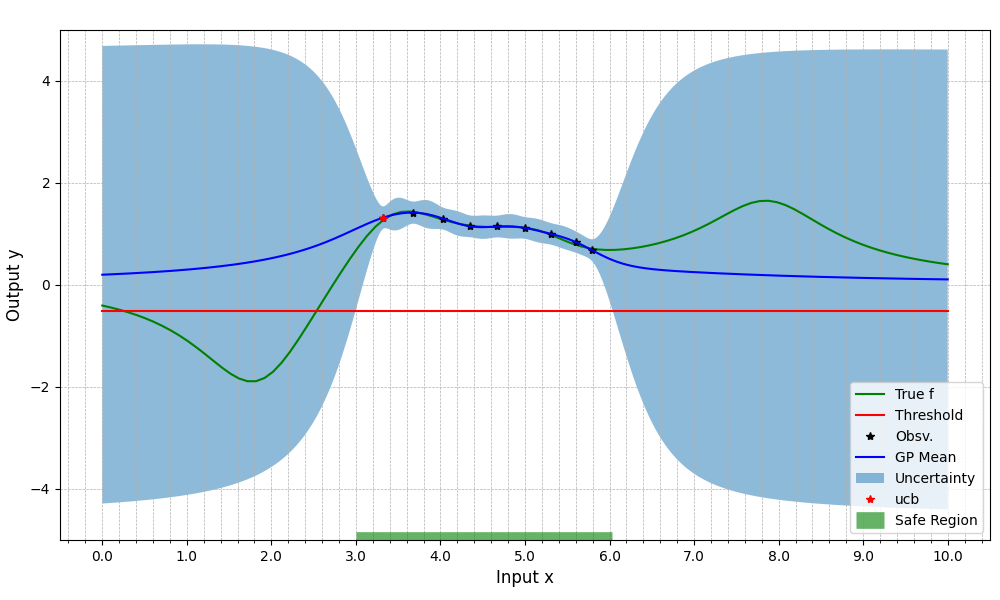 4
2
0
−2
−4
Output y
0.0 1.0 2.0 3.0 4.0 5.0 6.0 7.0 8.0 9.0 10.0
Input x
True f
Threshold
Obsv.
GP Mean
Uncertainty
ucb
Safe Region